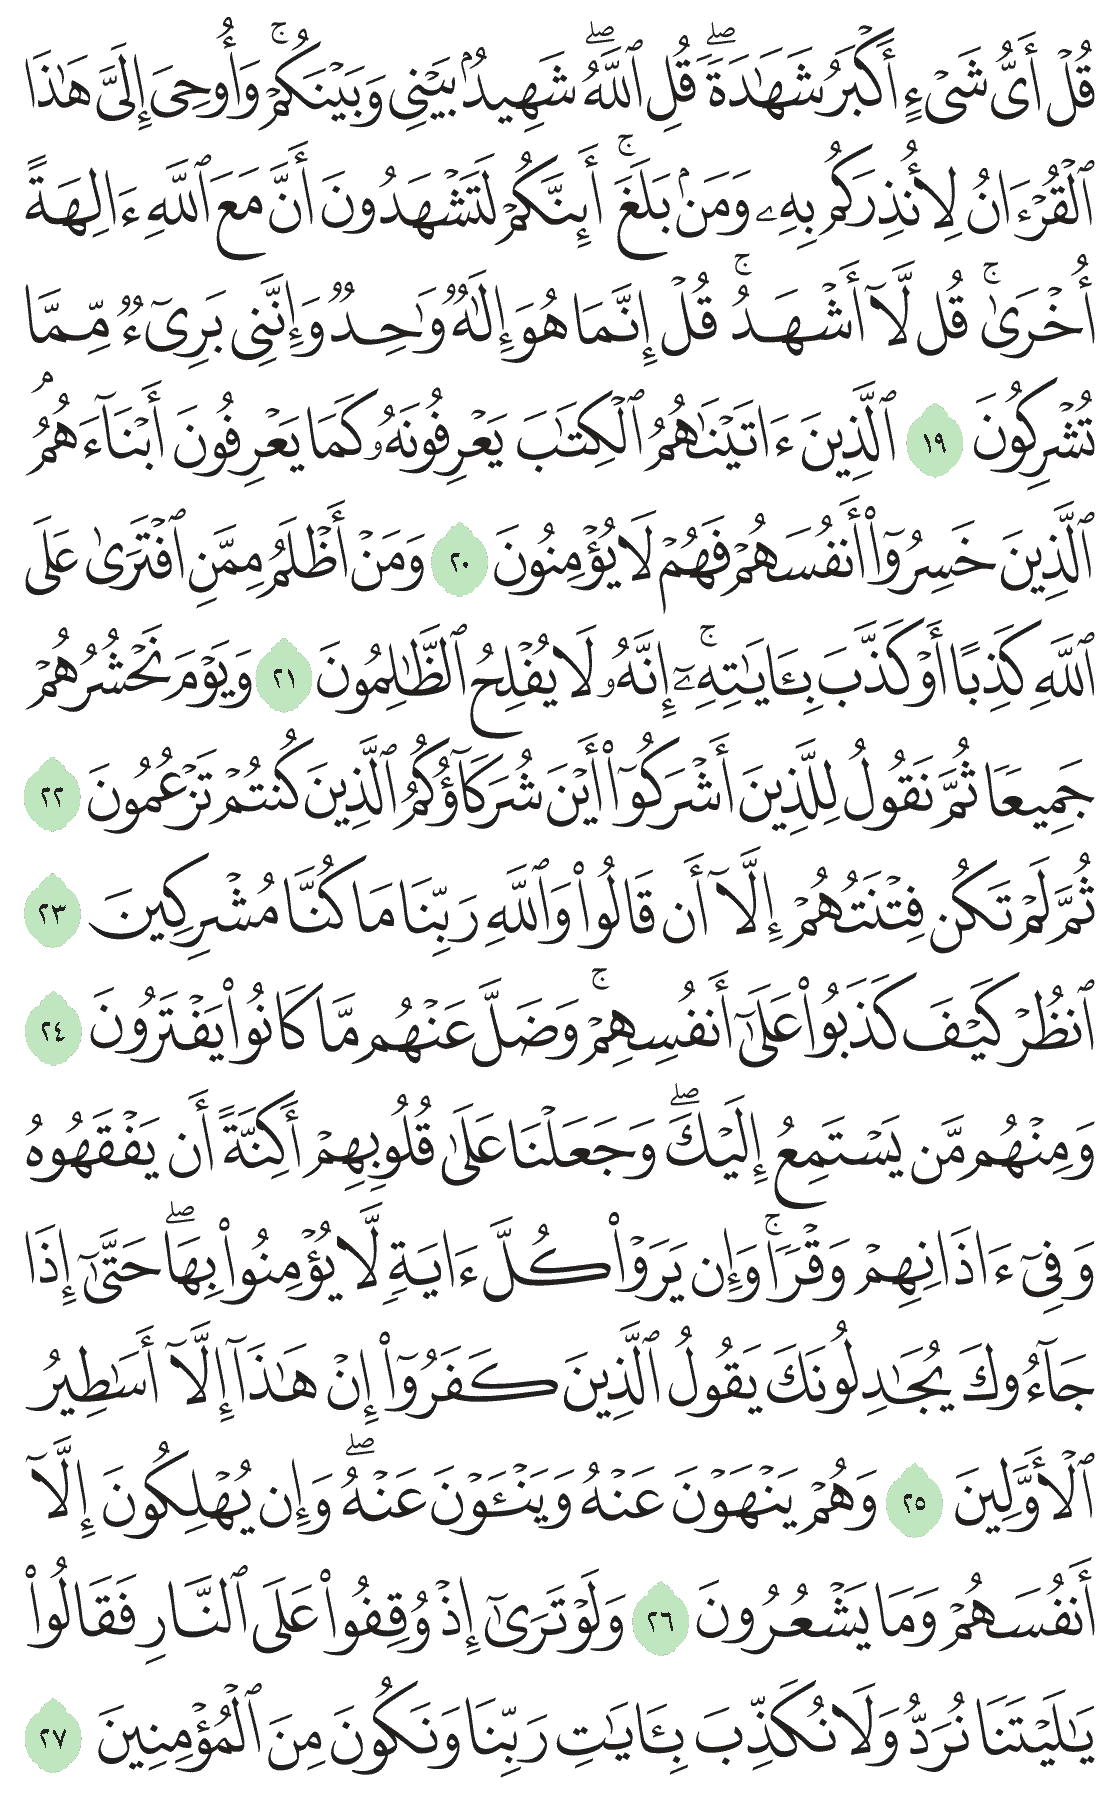 قُلْ أَيُّ شَىْءٍ أَكْبَرُ شَهَـٰدَةًۖ قُلِ ٱللَّهُۖ شَهِيدُۢ بَيْنِى وَبَيْنَكُمْۚ وَأُوحِىَ إِلَىَّ هَـٰذَا
ٱلْقُرْءَانُ لِأُنذِرَكُم بِهِۦ وَمَنۢ بَلَغَۚ أَئِنَّكُمْ لَتَشْهَدُونَ أَنَّ مَعَ ٱللَّهِ ءَالِهَةً
أُخْرَىٰۚ قُل لَّآ أَشْهَدُۚ قُلْ إِنَّمَا هُوَ إِلَـٰهٌ وَٰحِدٌ وَإِنَّنِى بَرِىٓءٌ مِّمَّا
تُشْرِكُونَ ١٩ ٱلَّذِينَ ءَاتَيْنَـٰهُمُ ٱلْكِتَـٰبَ يَعْرِفُونَهُۥ كَمَا يَعْرِفُونَ أَبْنَآءَهُمُۘ
ٱلَّذِينَ خَسِرُوٓا۟ أَنفُسَهُمْ فَهُمْ لَا يُؤْمِنُونَ ٢٠ وَمَنْ أَظْلَمُ مِمَّنِ ٱفْتَرَىٰ عَلَى
ٱللَّهِ كَذِبًا أَوْ كَذَّبَ بِـَٔايَـٰتِهِۦٓۚ إِنَّهُۥ لَا يُفْلِحُ ٱلظَّـٰلِمُونَ ٢١ وَيَوْمَ نَحْشُرُهُمْ
جَمِيعًا ثُمَّ نَقُولُ لِلَّذِينَ أَشْرَكُوٓا۟ أَيْنَ شُرَكَآؤُكُمُ ٱلَّذِينَ كُنتُمْ تَزْعُمُونَ ٢٢
ثُمَّ لَمْ تَكُن فِتْنَتُهُمْ إِلَّآ أَن قَالُوا۟ وَٱللَّهِ رَبِّنَا مَا كُنَّا مُشْرِكِينَ ٢٣
ٱنظُرْ كَيْفَ كَذَبُوا۟ عَلَىٰٓ أَنفُسِهِمْۚ وَضَلَّ عَنْهُم مَّا كَانُوا۟ يَفْتَرُونَ ٢٤
وَمِنْهُم مَّن يَسْتَمِعُ إِلَيْكَۖ وَجَعَلْنَا عَلَىٰ قُلُوبِهِمْ أَكِنَّةً أَن يَفْقَهُوهُ
وَفِىٓ ءَاذَانِهِمْ وَقْرًاۚ وَإِن يَرَوْا۟ كُلَّ ءَايَةٍ لَّا يُؤْمِنُوا۟ بِهَاۖ حَتَّىٰٓ إِذَا
جَآءُوكَ يُجَـٰدِلُونَكَ يَقُولُ ٱلَّذِينَ كَفَرُوٓا۟ إِنْ هَـٰذَآ إِلَّآ أَسَـٰطِيرُ
ٱلْأَوَّلِينَ ٢٥ وَهُمْ يَنْهَوْنَ عَنْهُ وَيَنْـَٔوْنَ عَنْهُۖ وَإِن يُهْلِكُونَ إِلَّآ
أَنفُسَهُمْ وَمَا يَشْعُرُونَ ٢٦ وَلَوْ تَرَىٰٓ إِذْ وُقِفُوا۟ عَلَى ٱلنَّارِ فَقَالُوا۟
يَـٰلَيْتَنَا نُرَدُّ وَلَا نُكَذِّبَ بِـَٔايَـٰتِ رَبِّنَا وَنَكُونَ مِنَ ٱلْمُؤْمِنِينَ ٢٧